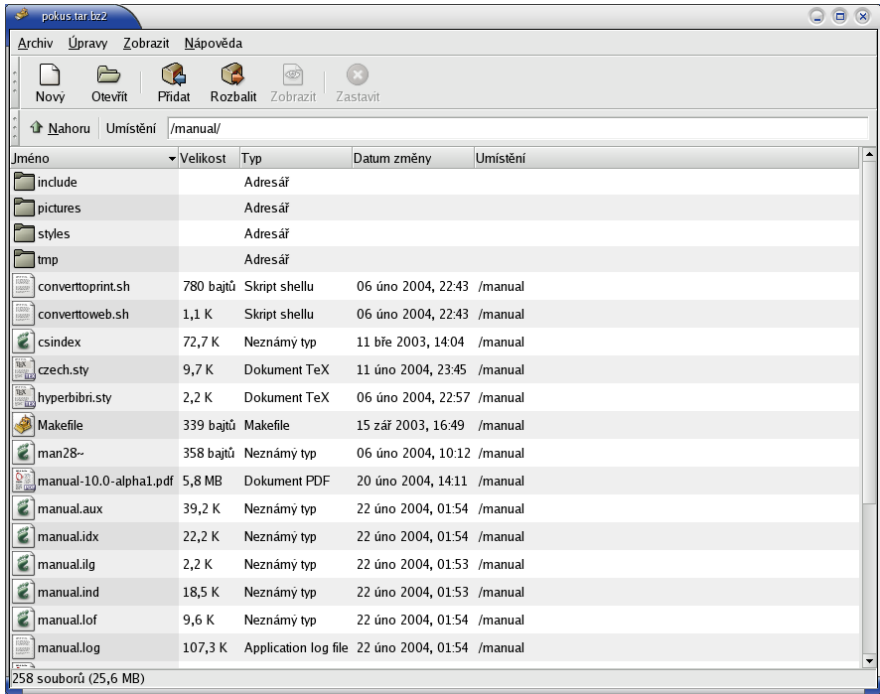 pokus.tar.bz2
Archiv Úpravy Zobrazit Nápověda
Nový Otevřít Přidat Rozbalit Zobrazit Zastavit
Nahoru Umístění /manual/
Jméno Velikost Typ Datum změny Umístění
include Adresář
pictures Adresář
styles Adresář
tmp Adresář
converttoprint.sh 780 bajtů Skript shellu 06 úno 2004, 22:43 /manual
converttoweb.sh 1,1 K Skript shellu 06 úno 2004, 22:43 /manual
csindex 72,7 K Neznámý typ 11 bře 2003, 14:04 /manual
czech.sty 9,7 K Dokument TeX 11 úno 2004, 23:45 /manual
hyperbibri.sty 2,2 K Dokument TeX 06 úno 2004, 22:57 /manual
Makefile 339 bajtů Makefile 15 zář 2003, 16:49 /manual
man28~ 358 bajtů Neznámý typ 06 úno 2004, 10:12 /manual
manual-10.0-alpha1.pdf 5,8 MB Dokument PDF 20 úno 2004, 14:11 /manual
manual.aux 39,2 K Neznámý typ 22 úno 2004, 01:54 /manual
manual.idx 22,2 K Neznámý typ 22 úno 2004, 01:54 /manual
manual.ilg 2,2 K Neznámý typ 22 úno 2004, 01:53 /manual
manual.ind 18,5 K Neznámý typ 22 úno 2004, 01:53 /manual
manual.lof 9,6 K Neznámý typ 22 úno 2004, 01:54 /manual
manual.log 107,3 K Application log file 22 úno 2004, 01:54 /manual
258 souborů (25,6 MB)